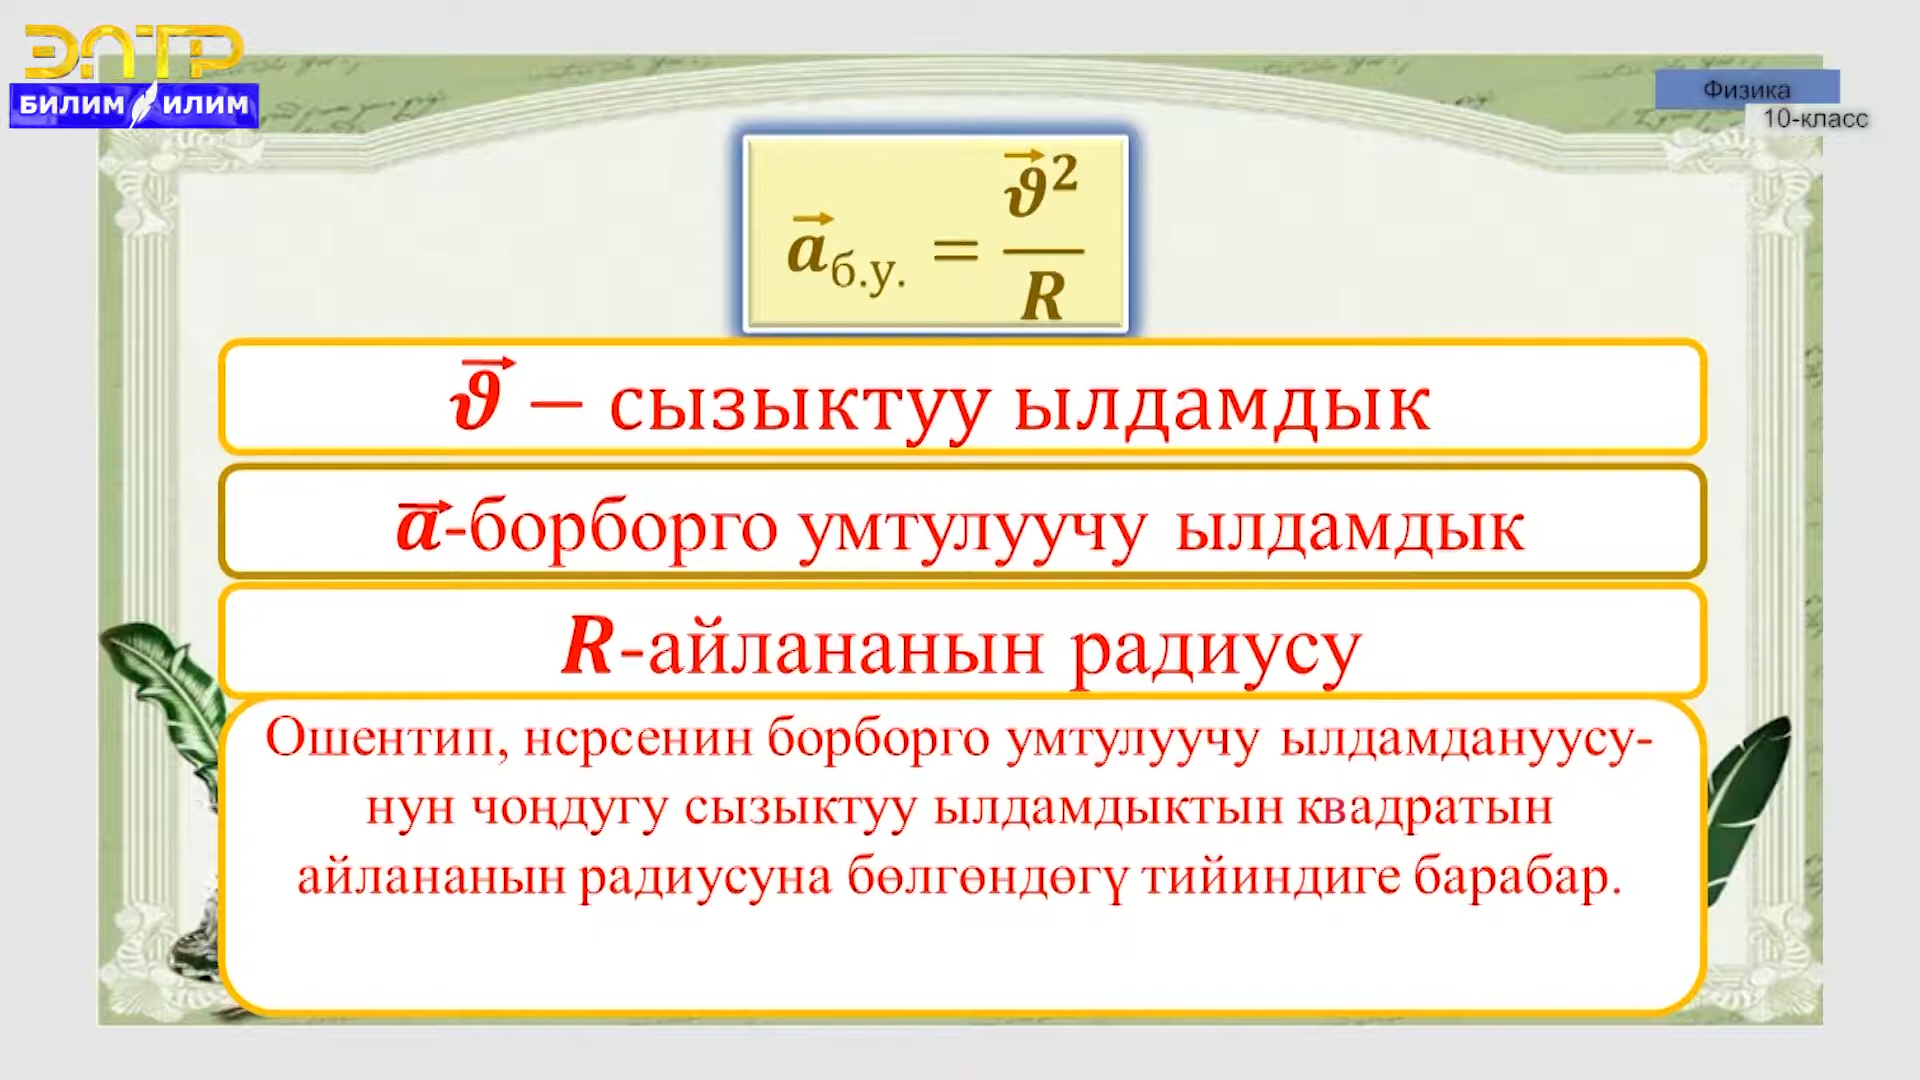 ЭЛТР
БИЛИМ ИЛИМ
Физика
10-класс
a⃗б.у. = ϑ⃗²/R
ϑ⃗ – сызыктуу ылдамдык
a⃗-борборго умтулуучу ылдамдык
R-айлананын радиусу
Ошентип, нсрсенин борборго умтулуучу ылдамдануусу-
нун чоңдугу сызыктуу ылдамдыктын квадратын
айлананын радиусуна бөлгөндөгү тийиндиге барабар.